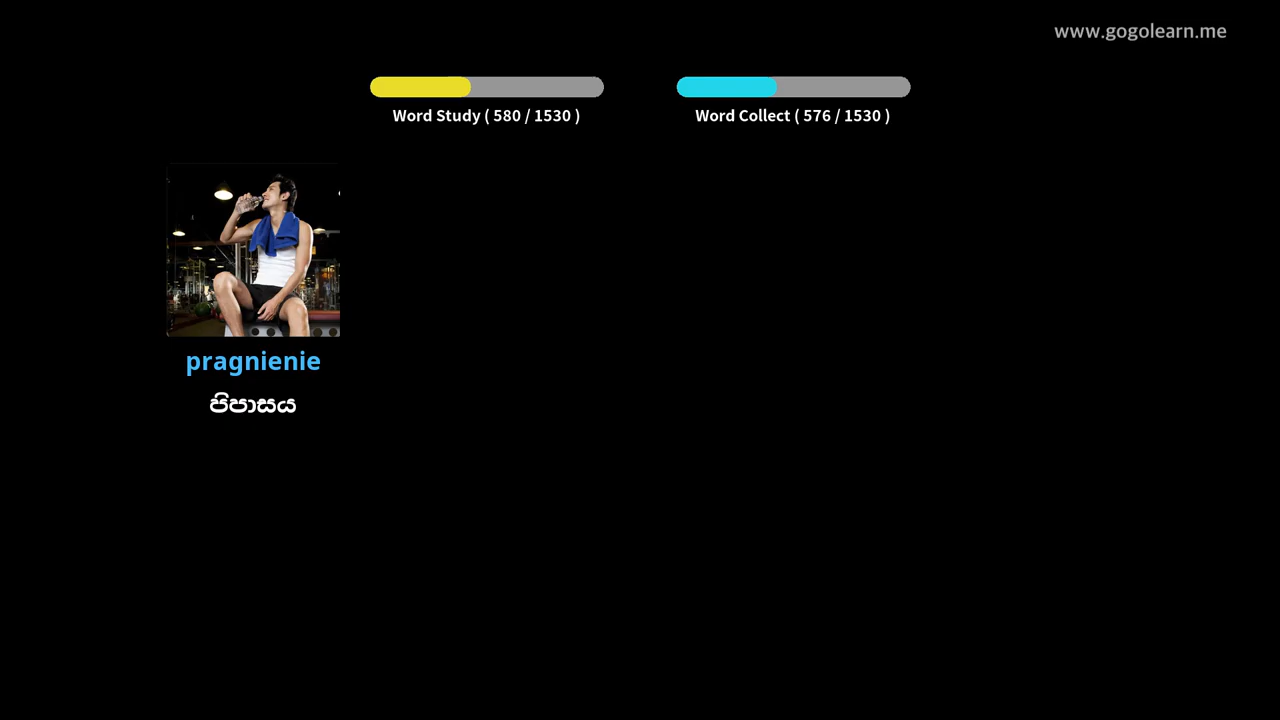 www.gogolearn.me
Word Study ( 580 / 1530 )
Word Collect ( 576 / 1530 )
pragnienie
පිපාසය